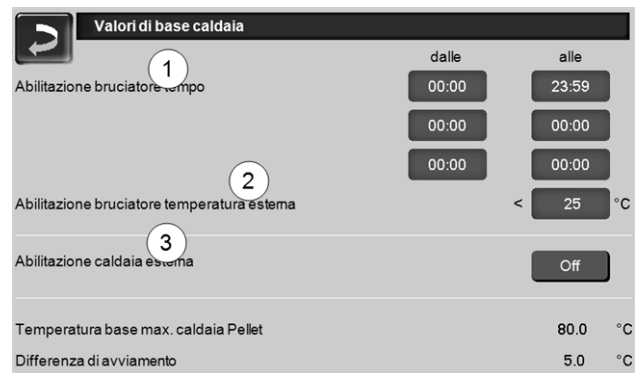 Valori di base caldaia
dalle alle
1
Abilitazione bruciatore tempo 00:00 23:59
00:00 00:00
00:00 00:00
2
Abilitazione bruciatore temperatura esterna < 25 °C
3
Abilitazione caldaia esterna Off
Temperatura base max. caldaia Pellet 80.0 °C
Differenza di avviamento 5.0 °C